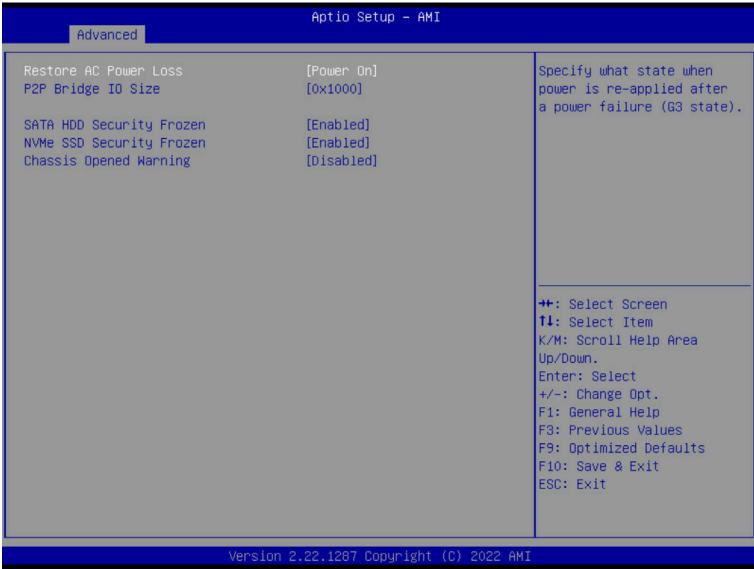 Aptio Setup – AMI
Advanced
Restore AC Power Loss [Power On]
P2P Bridge IO Size [0x1000]
SATA HDD Security Frozen [Enabled]
NVMe SSD Security Frozen [Enabled]
Chassis Opened Warning [Disabled]
Specify what state when
power is re-applied after
a power failure (G3 state).
→←: Select Screen
↑↓: Select Item
K/M: Scroll Help Area
Up/Down.
Enter: Select
+/-: Change Opt.
F1: General Help
F3: Previous Values
F9: Optimized Defaults
F10: Save & Exit
ESC: Exit
Version 2.22.1287 Copyright (C) 2022 AMI